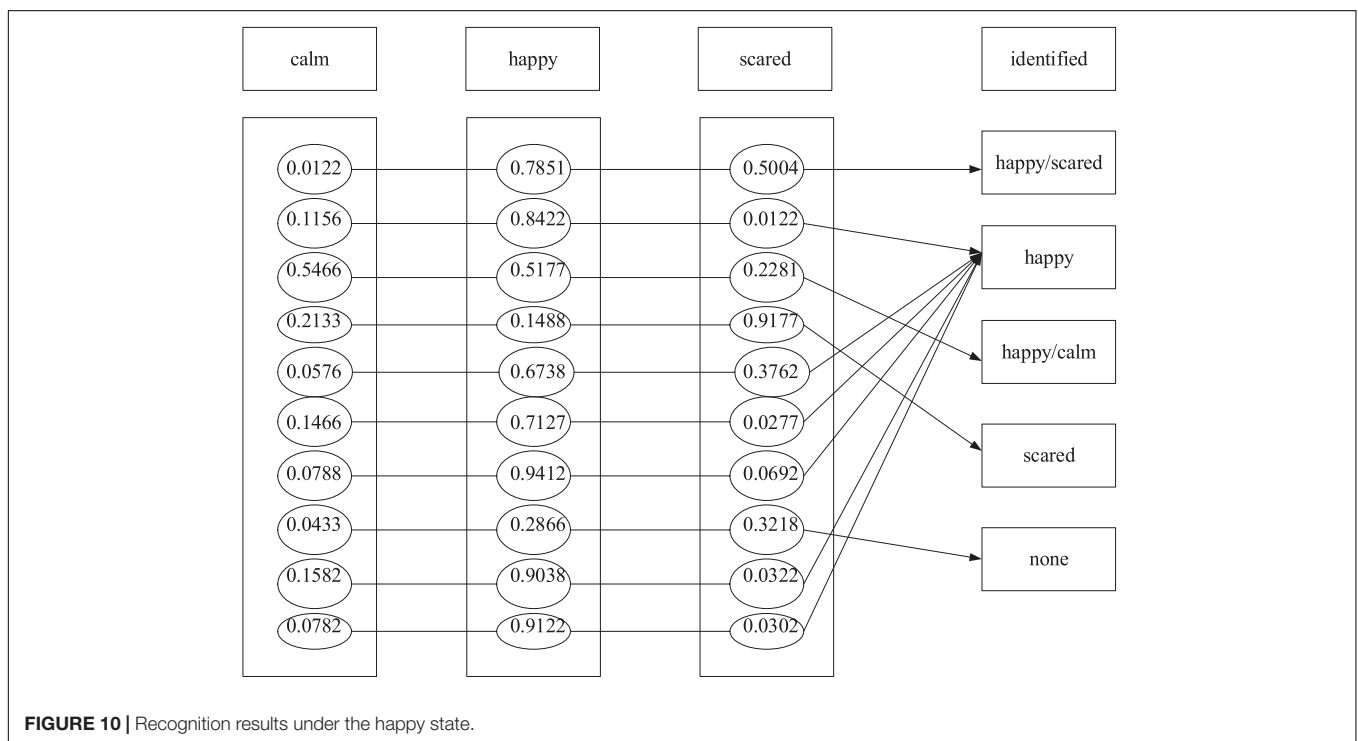 calm happy scared identified
0.0122 0.7851 0.5004 happy/scared
0.1156 0.8422 0.0122
happy
0.5466 0.5177 0.2281
0.2133 0.1488 0.9177
happy/calm
0.0576 0.6738 0.3762
0.1466 0.7127 0.0277
scared
0.0788 0.9412 0.0692
0.0433 0.2866 0.3218
none
0.1582 0.9038 0.0322
0.0782 0.9122 0.0302
FIGURE 10 | Recognition results under the happy state.